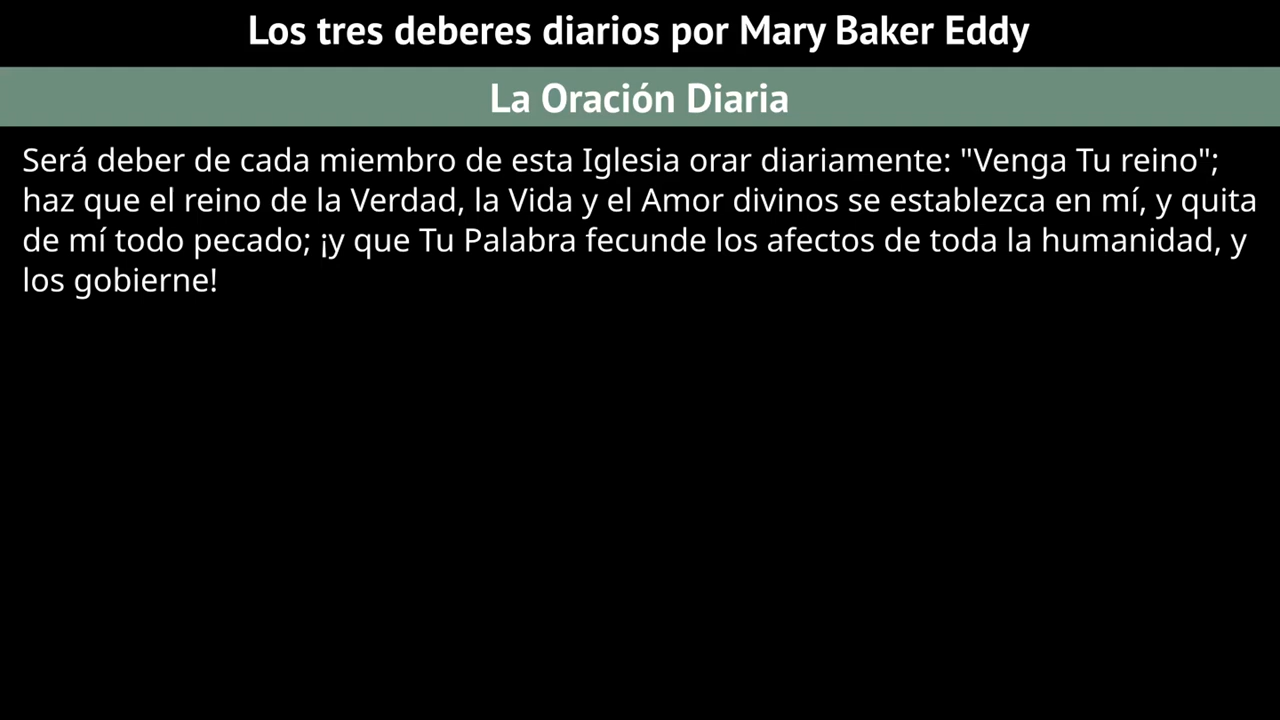 Los tres deberes diarios por Mary Baker Eddy
La Oración Diaria
Será deber de cada miembro de esta Iglesia orar diariamente: "Venga Tu reino";
haz que el reino de la Verdad, la Vida y el Amor divinos se establezca en mí, y quita
de mí todo pecado; ¡y que Tu Palabra fecunde los afectos de toda la humanidad, y
los gobierne!